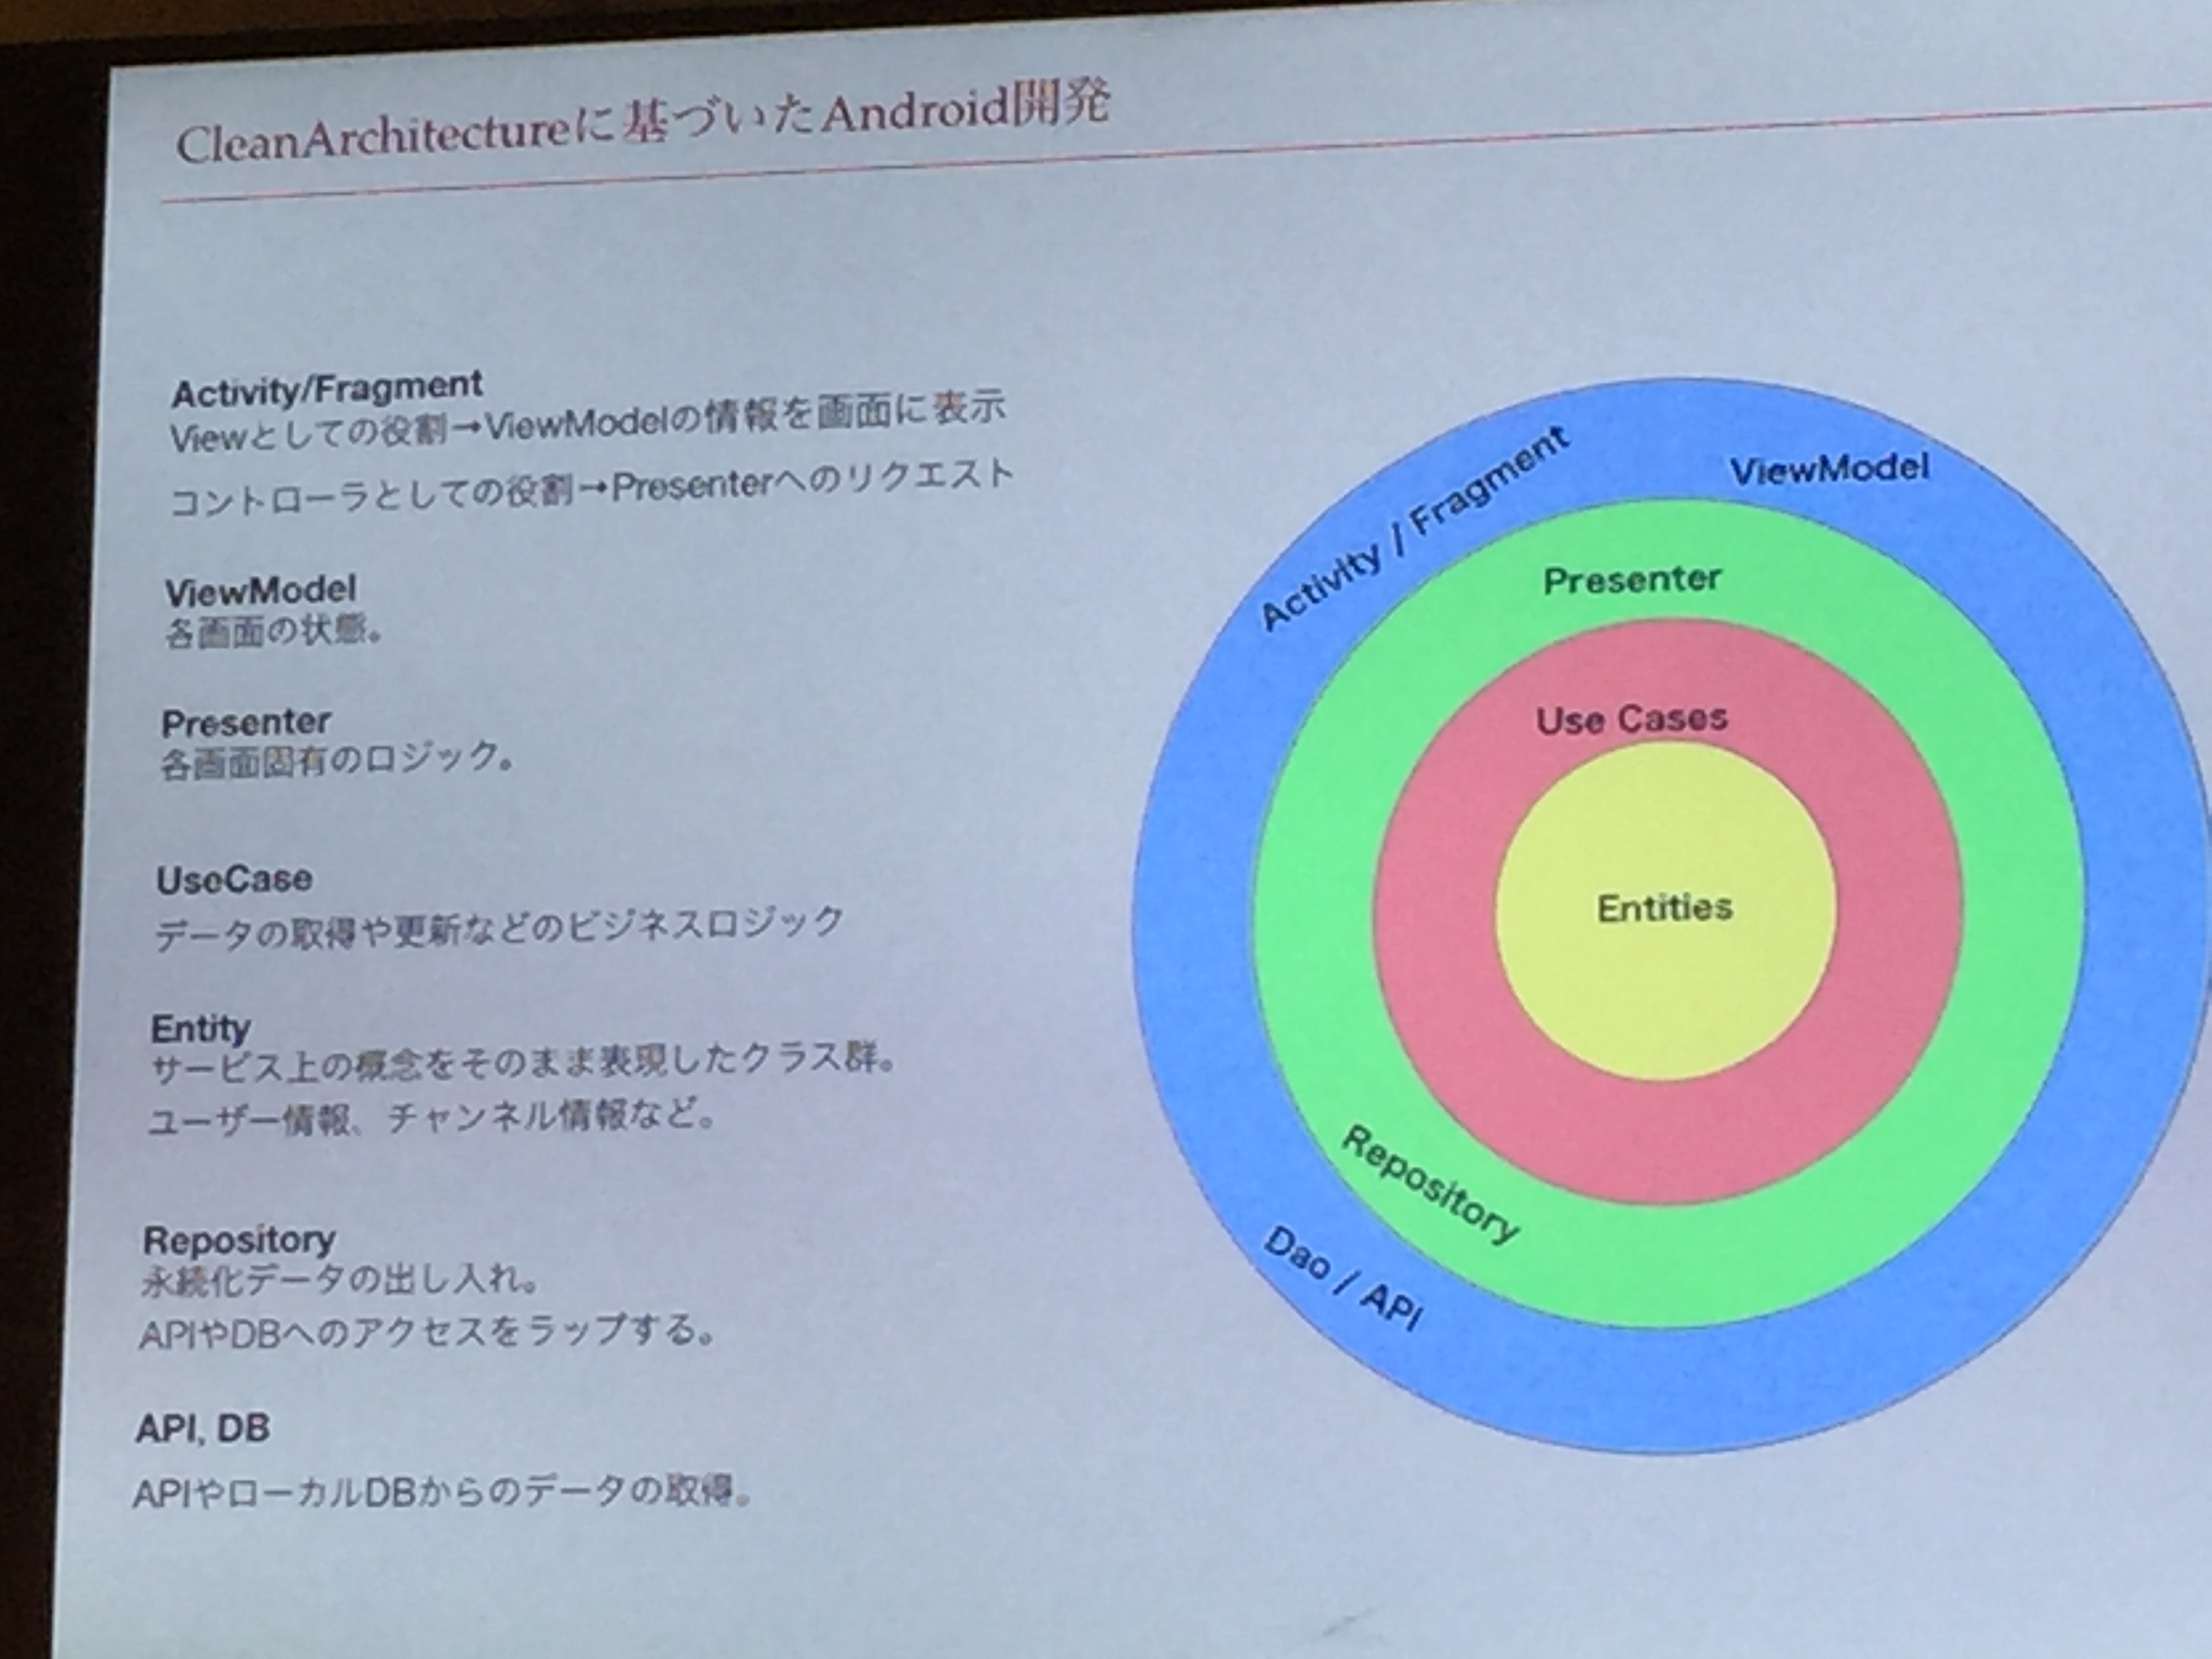 CleanArchitectureに基づいたAndroid開発
Activity/Fragment
Viewとしての役割→ViewModelの情報を画面に表示
コントローラとしての役割→Presenterへのリクエスト
ViewModel
各画面の状態。
Presenter
各画面固有のロジック。
UseCase
データの取得や更新などのビジネスロジック
Entity
サービス上の概念をそのまま表現したクラス群。
ユーザー情報、チャンネル情報など。
Repository
永続化データの出し入れ。
APIやDBへのアクセスをラップする。
API, DB
APIやローカルDBからのデータの取得。
Activity / Fragment
ViewModel
Presenter
Use Cases
Entities
Repository
Dao / API